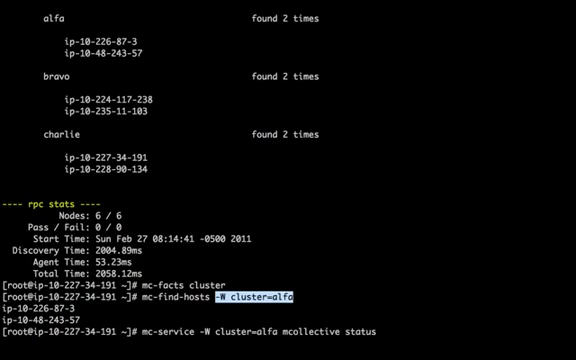 alfa found 2 times
ip-10-226-87-3
ip-10-48-243-57
bravo found 2 times
ip-10-224-117-238
ip-10-235-11-103
charlie found 2 times
ip-10-227-34-191
ip-10-228-90-134
---- rpc stats ----
Nodes: 6 / 6
Pass / Fail: 0 / 0
Start Time: Sun Feb 27 08:14:41 -0500 2011
Discovery Time: 2004.89ms
Agent Time: 53.23ms
Total Time: 2058.12ms
[root@ip-10-227-34-191 ~]# mc-facts cluster
[root@ip-10-227-34-191 ~]# mc-find-hosts -W cluster=alfa
ip-10-226-87-3
ip-10-48-243-57
[root@ip-10-227-34-191 ~]# mc-service -W cluster=alfa mcollective status